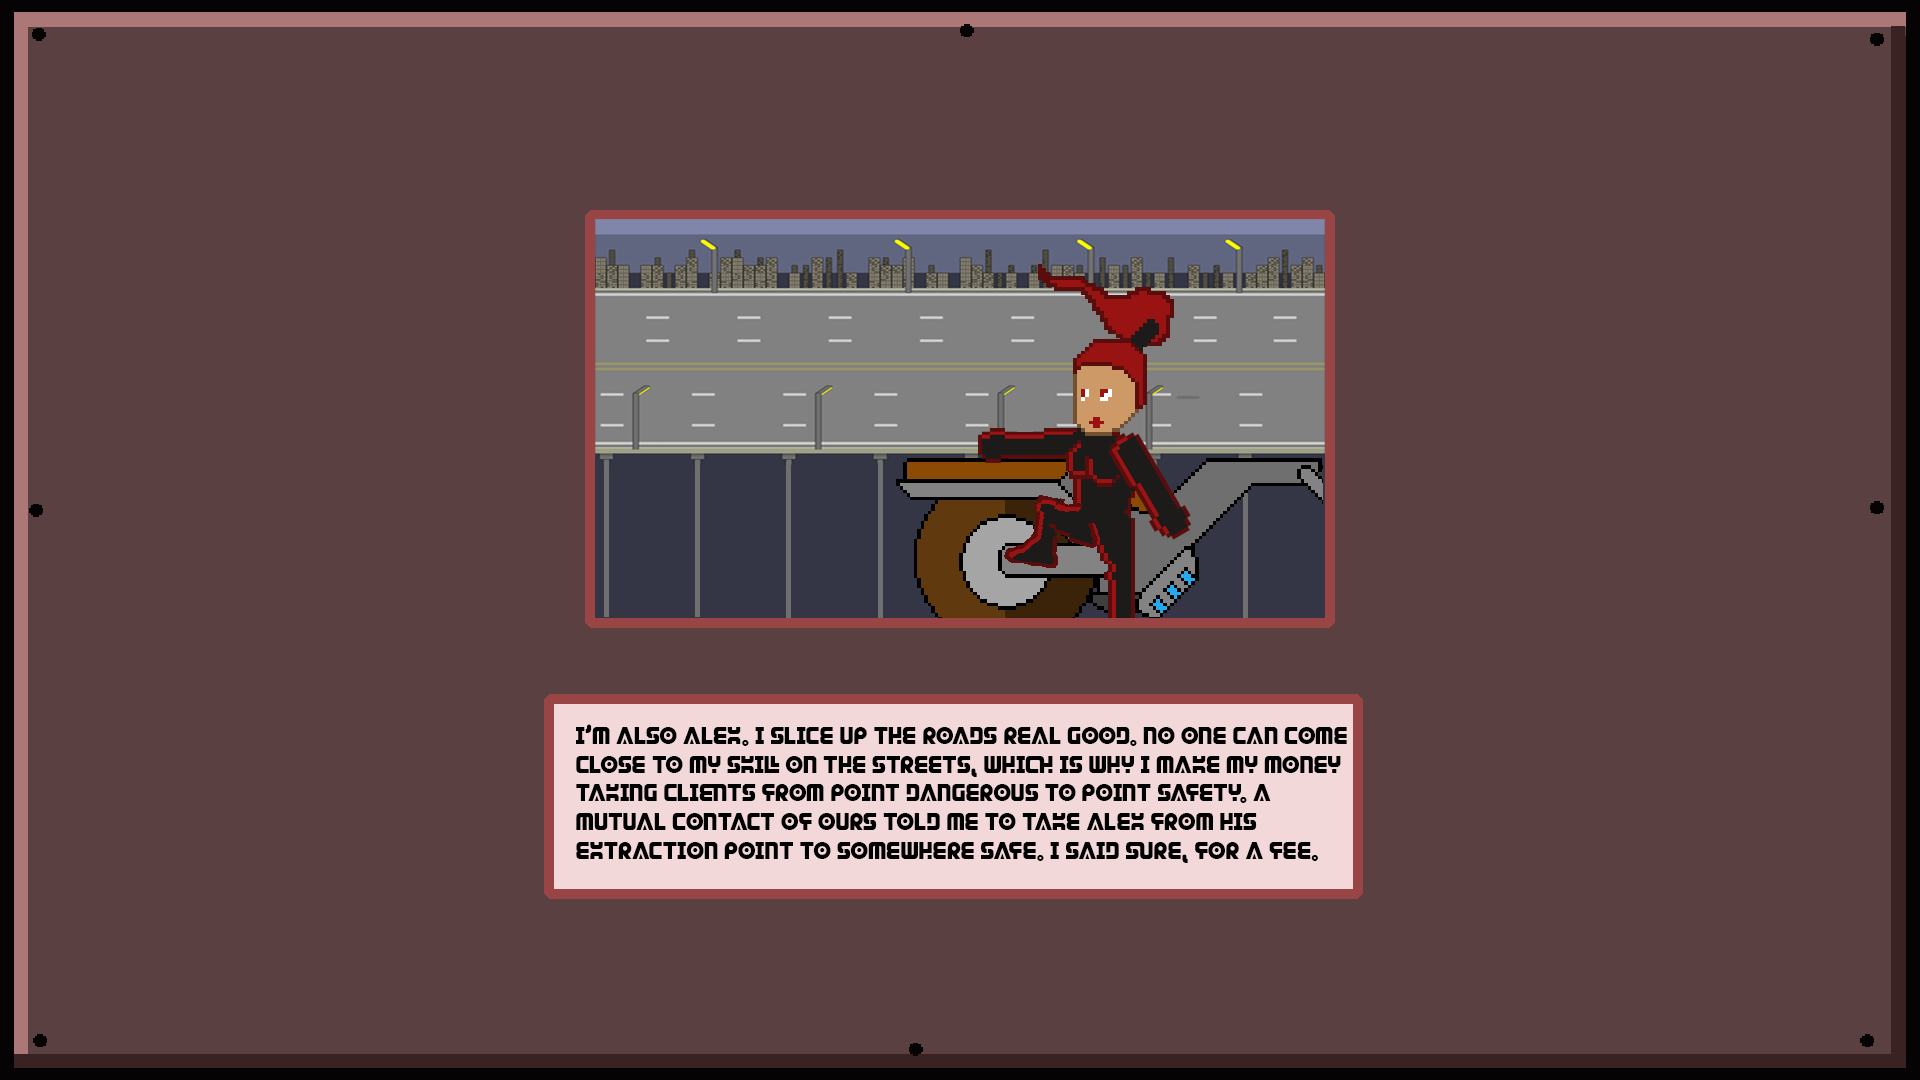 I'M ALSO ALEX. I SLICE UP THE ROADS REAL GOOD. NO ONE CAN COME
CLOSE TO MY SKILL ON THE STREETS, WHICH IS WHY I MAKE MY MONEY
TAKING CLIENTS FROM POINT DANGEROUS TO POINT SAFETY. A
MUTUAL CONTACT OF OURS TOLD ME TO TAKE ALEX FROM HIS
EXTRACTION POINT TO SOMEWHERE SAFE. I SAID SURE, FOR A FEE.